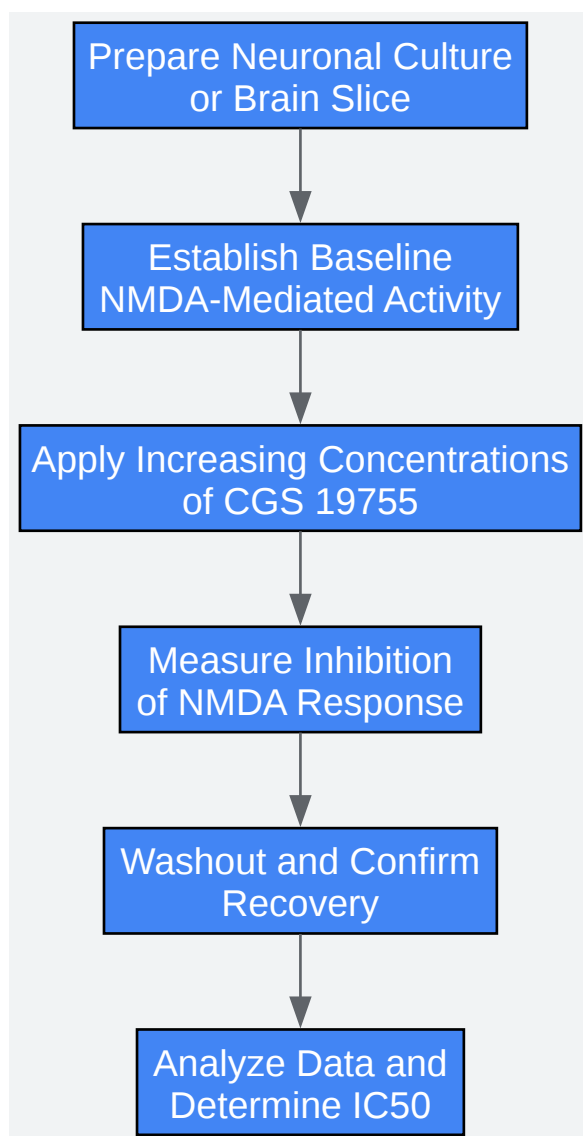 Prepare Neuronal Culture
or Brain Slice
Establish Baseline
NMDA-Mediated Activity
Apply Increasing Concentrations
of CGS 19755
Measure Inhibition
of NMDA Response
Washout and Confirm
Recovery
Analyze Data and
Determine IC50